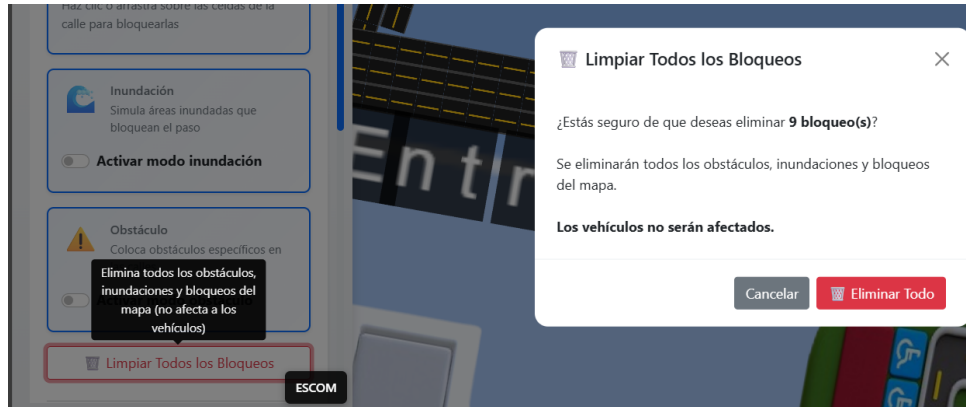 Haz clic o arrastra sobre las celdas de la
calle para bloquearlas
Inundación
Simula áreas inundadas que
bloquean el paso
Activar modo inundación
Obstáculo
Coloca obstáculos específicos en
Elimina todos los obstáculos,
inundaciones y bloqueos del
mapa (no afecta a los
vehículos)
Limpiar Todos los Bloqueos
ESCOM
Entr
Limpiar Todos los Bloqueos
¿Estás seguro de que deseas eliminar 9 bloqueo(s)?
Se eliminarán todos los obstáculos, inundaciones y bloqueos
del mapa.
Los vehículos no serán afectados.
Cancelar
Eliminar Todo